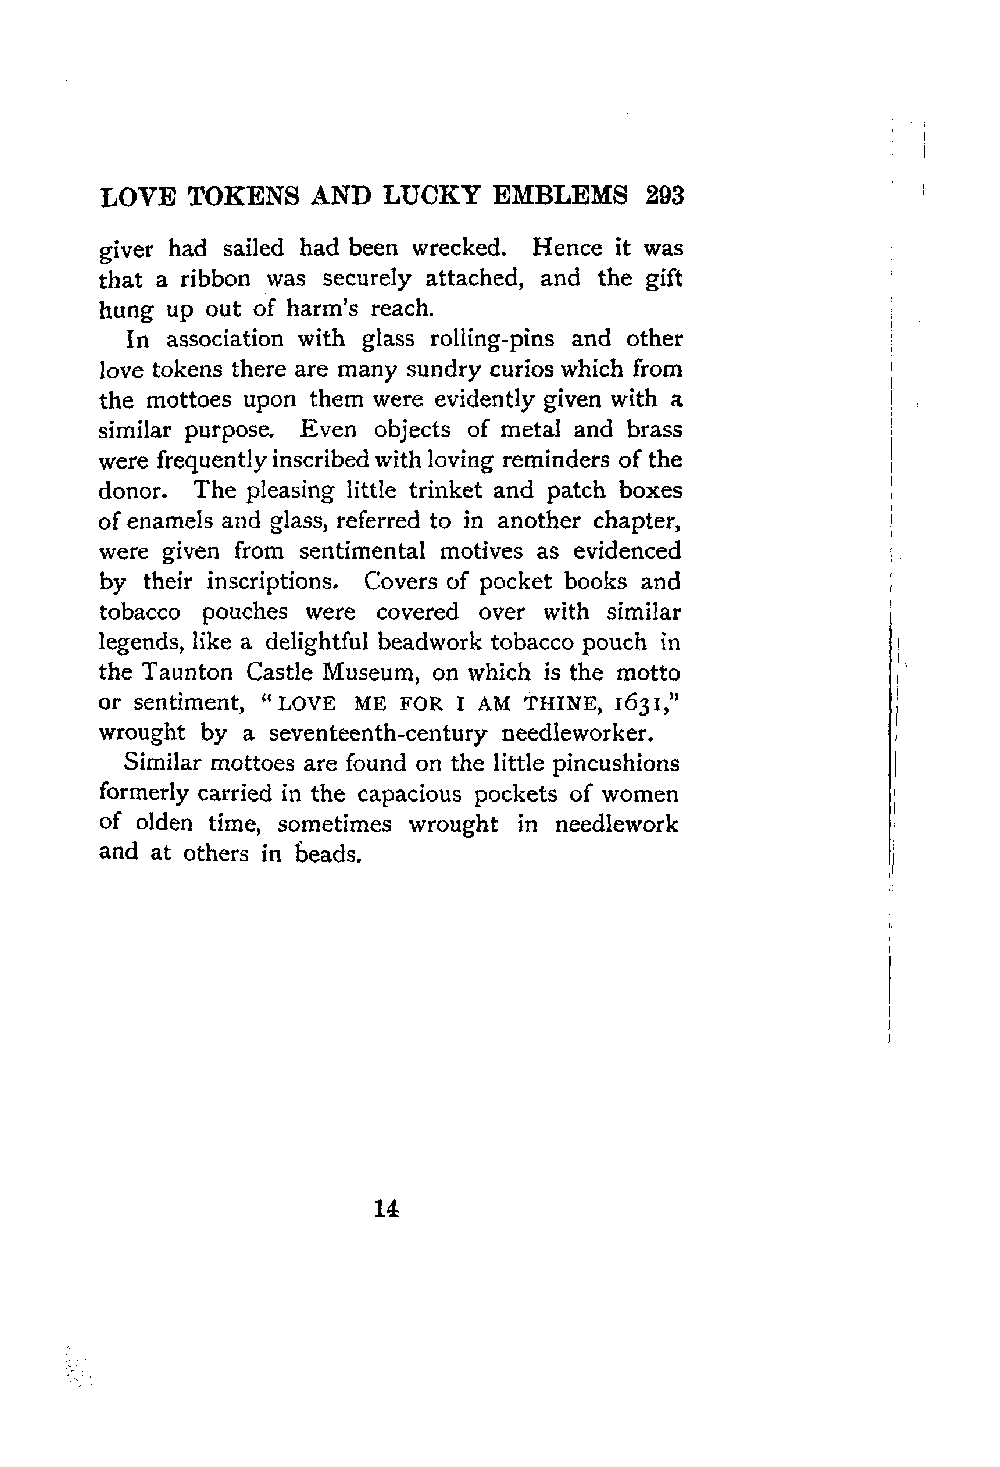 LOVE TOKENS AND LUCKY EMBLEMS 293
giver had sailed had been wrecked. Hence it was
that a ribbon was securely attached, and the gift
hung up out of harm's reach.
In association with glass rolling-pins and other
love tokens there are many sundry curios which from
the mottoes upon them were evidently given with a
similar purpose. Even objects of metal and brass
were frequently inscribed with loving reminders of the
donor. The pleasing little trinket and patch boxes
of enamels and glass, referred to in another chapter,
were given from sentimental motives as evidenced
by their inscriptions. Covers of pocket books and
tobacco pouches were covered over with similar
legends, like a delightful beadwork tobacco pouch in
the Taunton Castle Museum, on which is the motto
or sentiment, "LOVE ME FOR I AM THINE, 1631,"
wrought by a seventeenth-century needleworker.
Similar mottoes are found on the little pincushions
formerly carried in the capacious pockets of women
of olden time, sometimes wrought in needlework
and at others in beads.
14